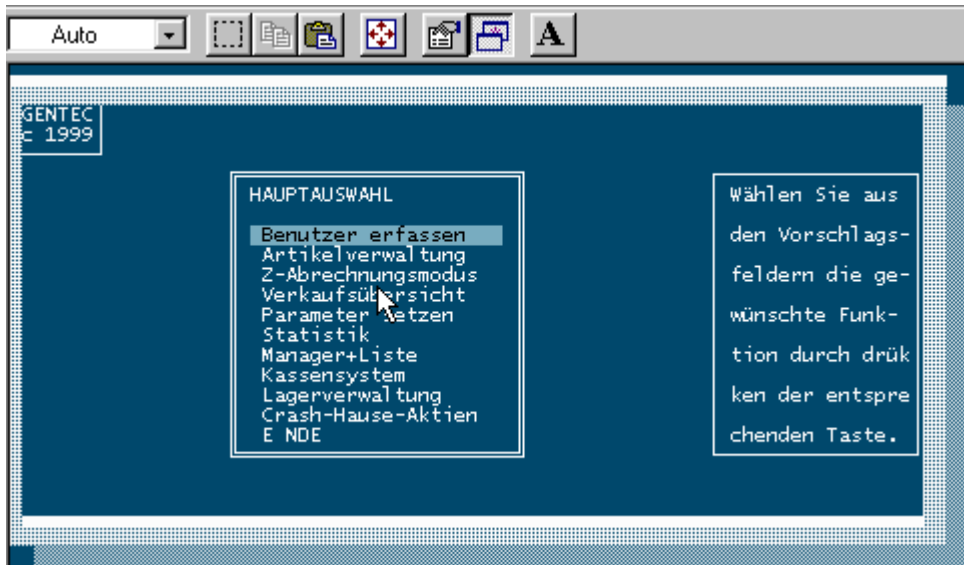 Auto
A
GENTEC
c 1999
HAUPTAUSWAHL
Benutzer erfassen
Artikelverwaltung
Z-Abrechnungsmodus
Verkaufsübersicht
Parameter setzen
Statistik
Manager+Liste
Kassensystem
Lagerverwaltung
Crash-Hause-Aktien
E NDE
Wählen Sie aus
den Vorschlags-
feldern die ge-
wünschte Funk-
tion durch drük
ken der entspre
chenden Taste.